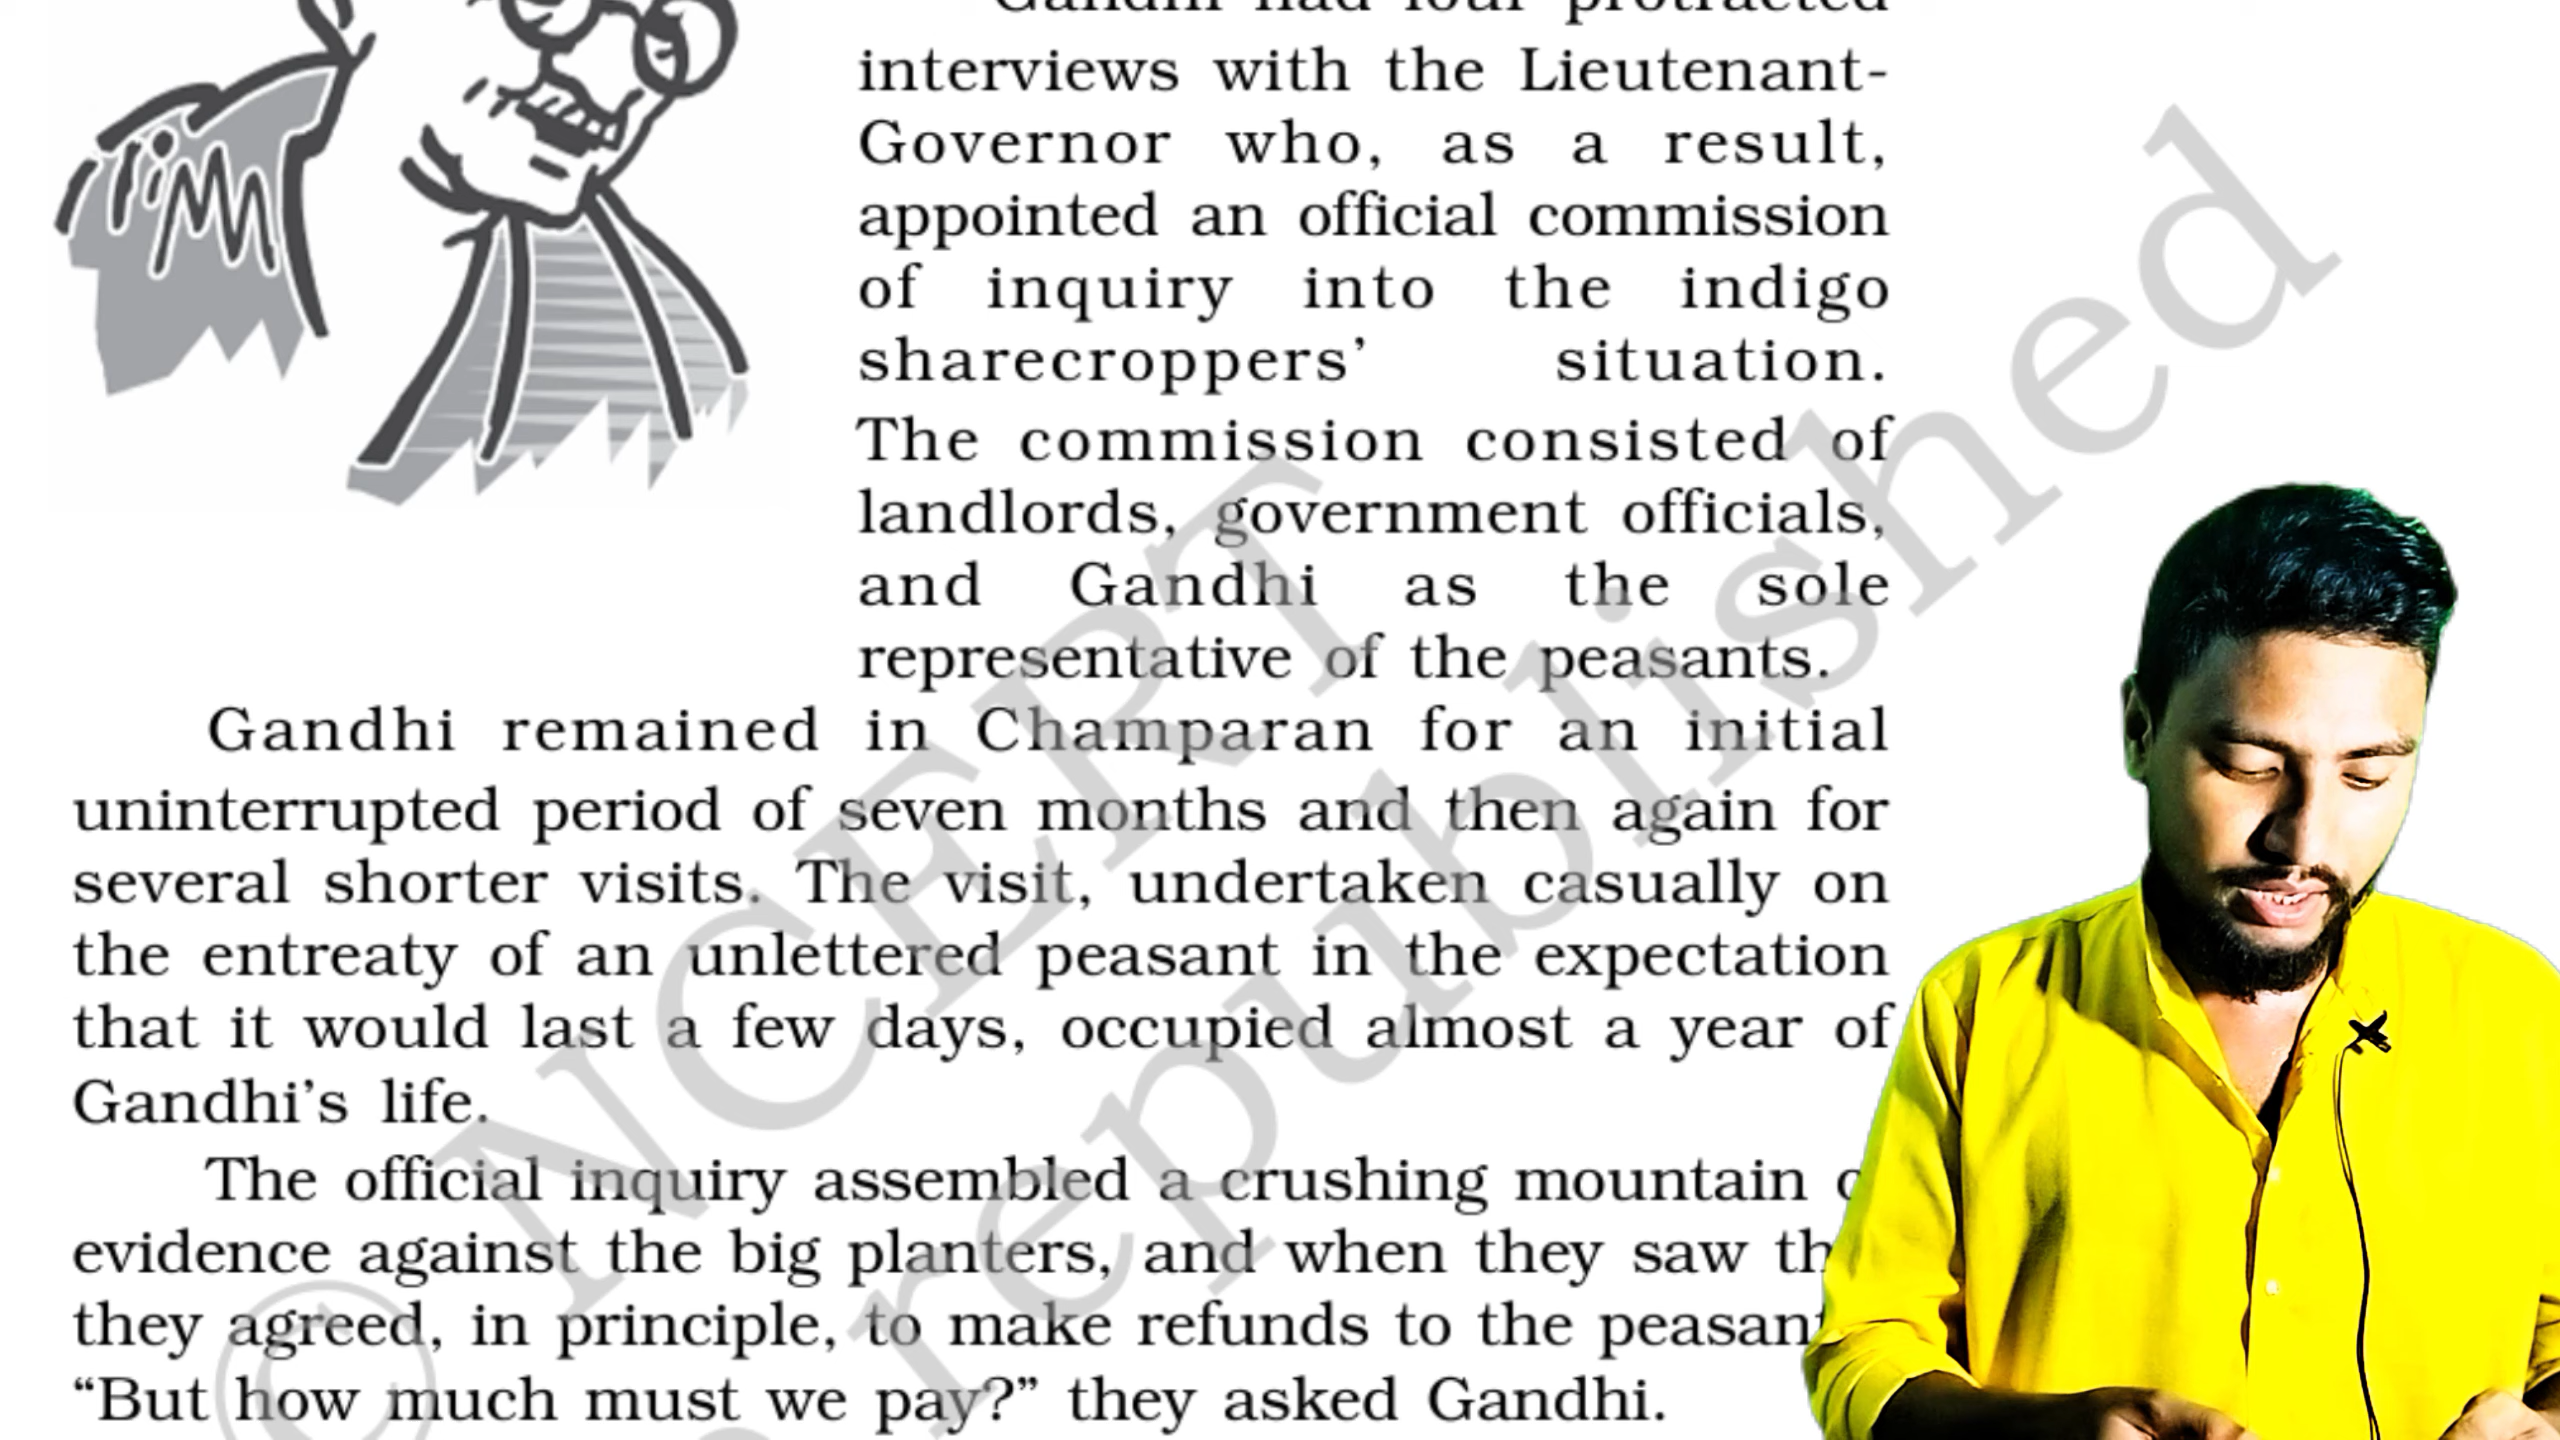 Gandhi had four protracted
interviews with the Lieutenant-
Governor who, as a result,
appointed an official commission
of inquiry into the indigo
sharecroppers’ situation.
The commission consisted of
landlords, government officials,
and Gandhi as the sole
representative of the peasants.
Gandhi remained in Champaran for an initial
uninterrupted period of seven months and then again for
several shorter visits. The visit, undertaken casually on
the entreaty of an unlettered peasant in the expectation
that it would last a few days, occupied almost a year of
Gandhi’s life.
The official inquiry assembled a crushing mountain
evidence against the big planters, and when they saw
they agreed, in principle, to make refunds to the
“But how much must we pay?” they asked Gandhi.
© NCERT
republished